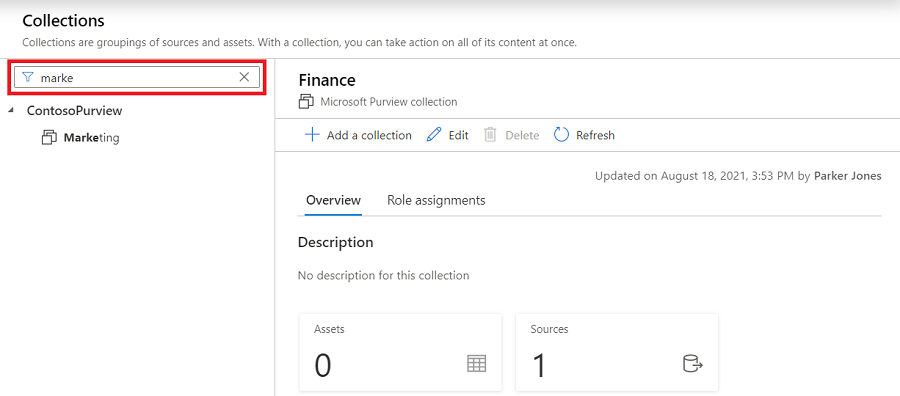 Collections
Collections are groupings of sources and assets. With a collection, you can take action on all of its content at once.
marke
ContosoPurview
Marketing
Finance
Microsoft Purview collection
Add a collection Edit Delete Refresh
Updated on August 18, 2021, 3:53 PM by Parker Jones
Overview Role assignments
Description
No description for this collection
Assets
0
Sources
1